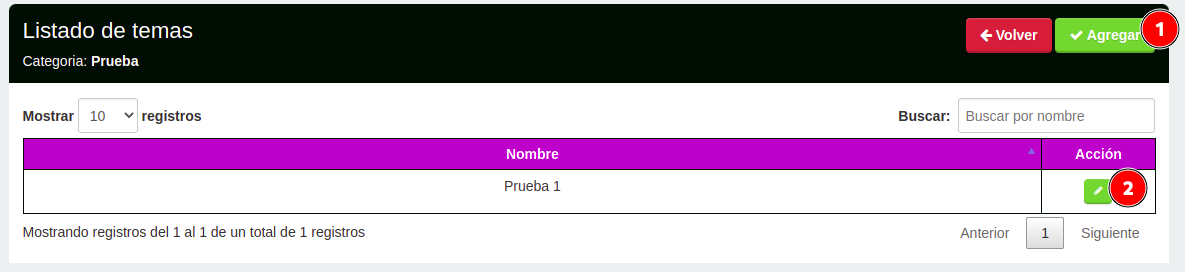 Listado de temas
Categoria: Prueba
Volver
Agregar
1
Mostrar 10 registros
Buscar: Buscar por nombre
Nombre Acción
Prueba 1
2
Mostrando registros del 1 al 1 de un total de 1 registros
Anterior 1 Siguiente